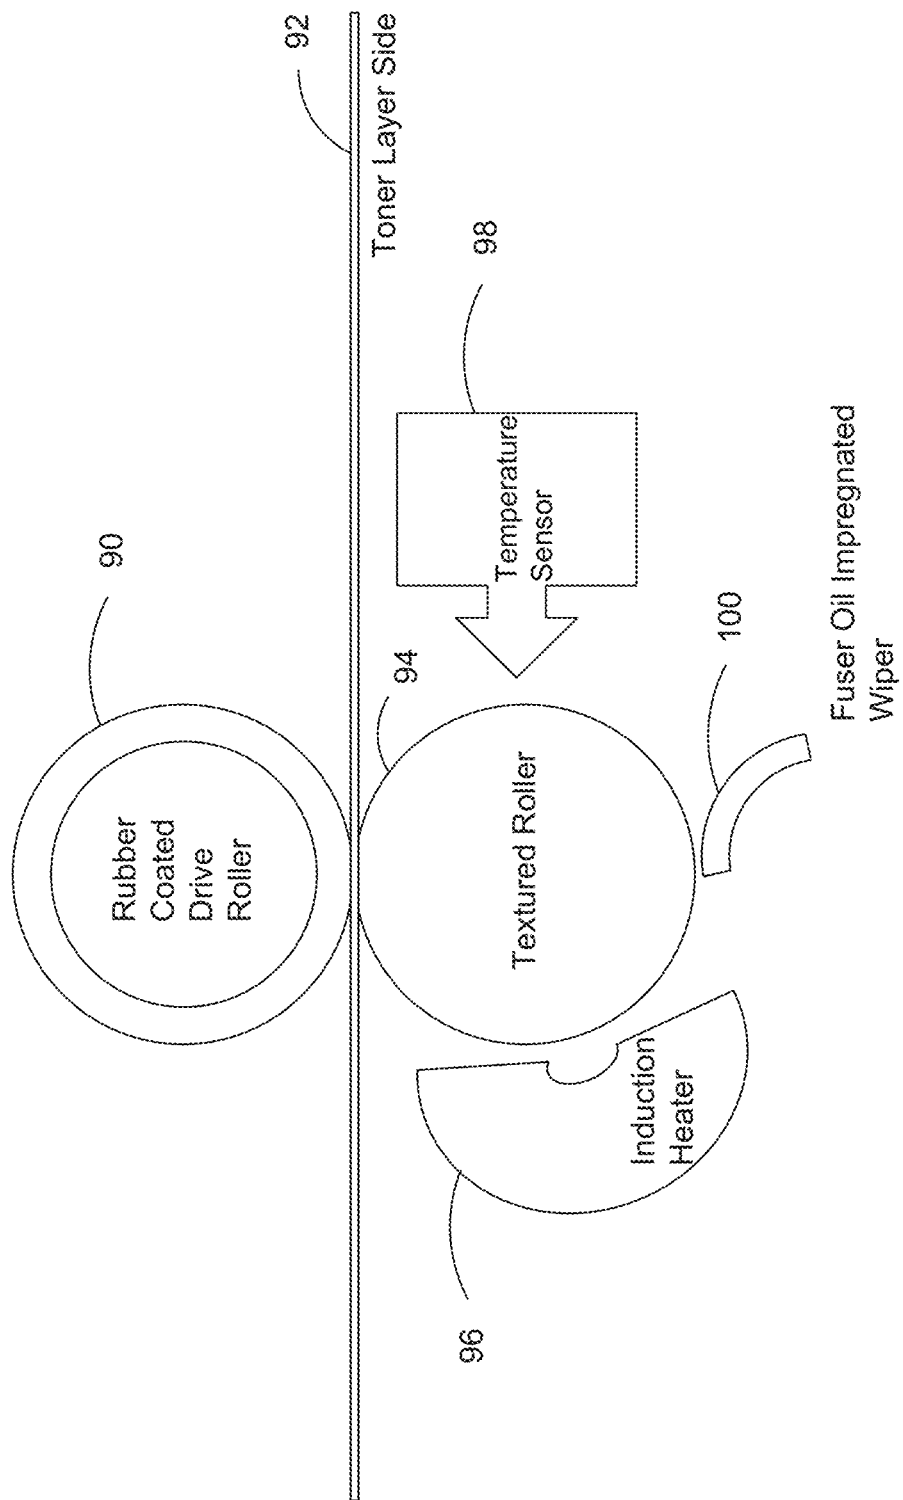 90
Rubber
Coated
Drive
Roller
92
Toner Layer Side
94
Textured Roller
98
Temperature
Sensor
96
Induction
Heater
100
Fuser Oil Impregnated
Wiper